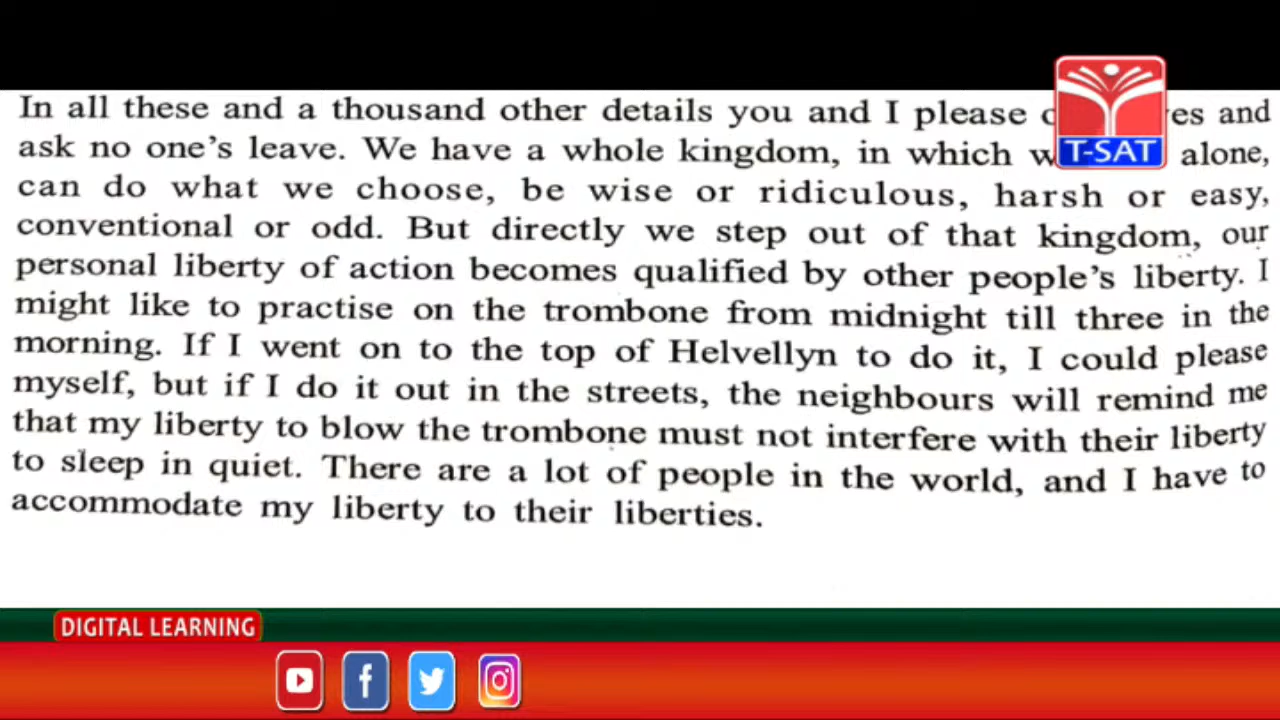 In all these and a thousand other details you and I please and
ask no one's leave. We have a whole kingdom, in which alone,
can do what we choose, be wise or ridiculous, harsh or easy,
conventional or odd. But directly we step out of that kingdom, our
personal liberty of action becomes qualified by other people's liberty. I
might like to practise on the trombone from midnight till three in the
morning. If I went on to the top of Helvellyn to do it, I could please
myself, but if I do it out in the streets, the neighbours will remind me
that my liberty to blow the trombone must not interfere with their liberty
to sleep in quiet. There are a lot of people in the world, and I have to
accommodate my liberty to their liberties.
T-SAT
DIGITAL LEARNING